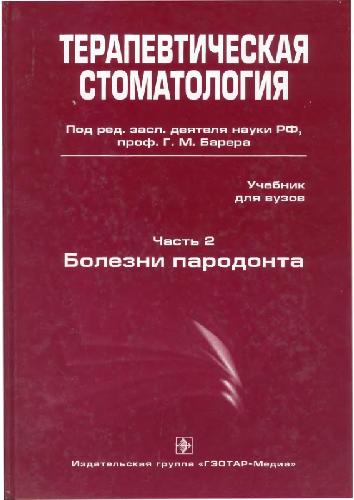 ТЕРАПЕВТИЧЕСКАЯ
СТОМАТОЛОГИЯ
Под ред. засл. деятеля науки РФ,
проф. Г. М. Барера
Учебник
для вузов
Часть 2
Болезни пародонта
Издательская группа «ГЭОТАР-Медиа»